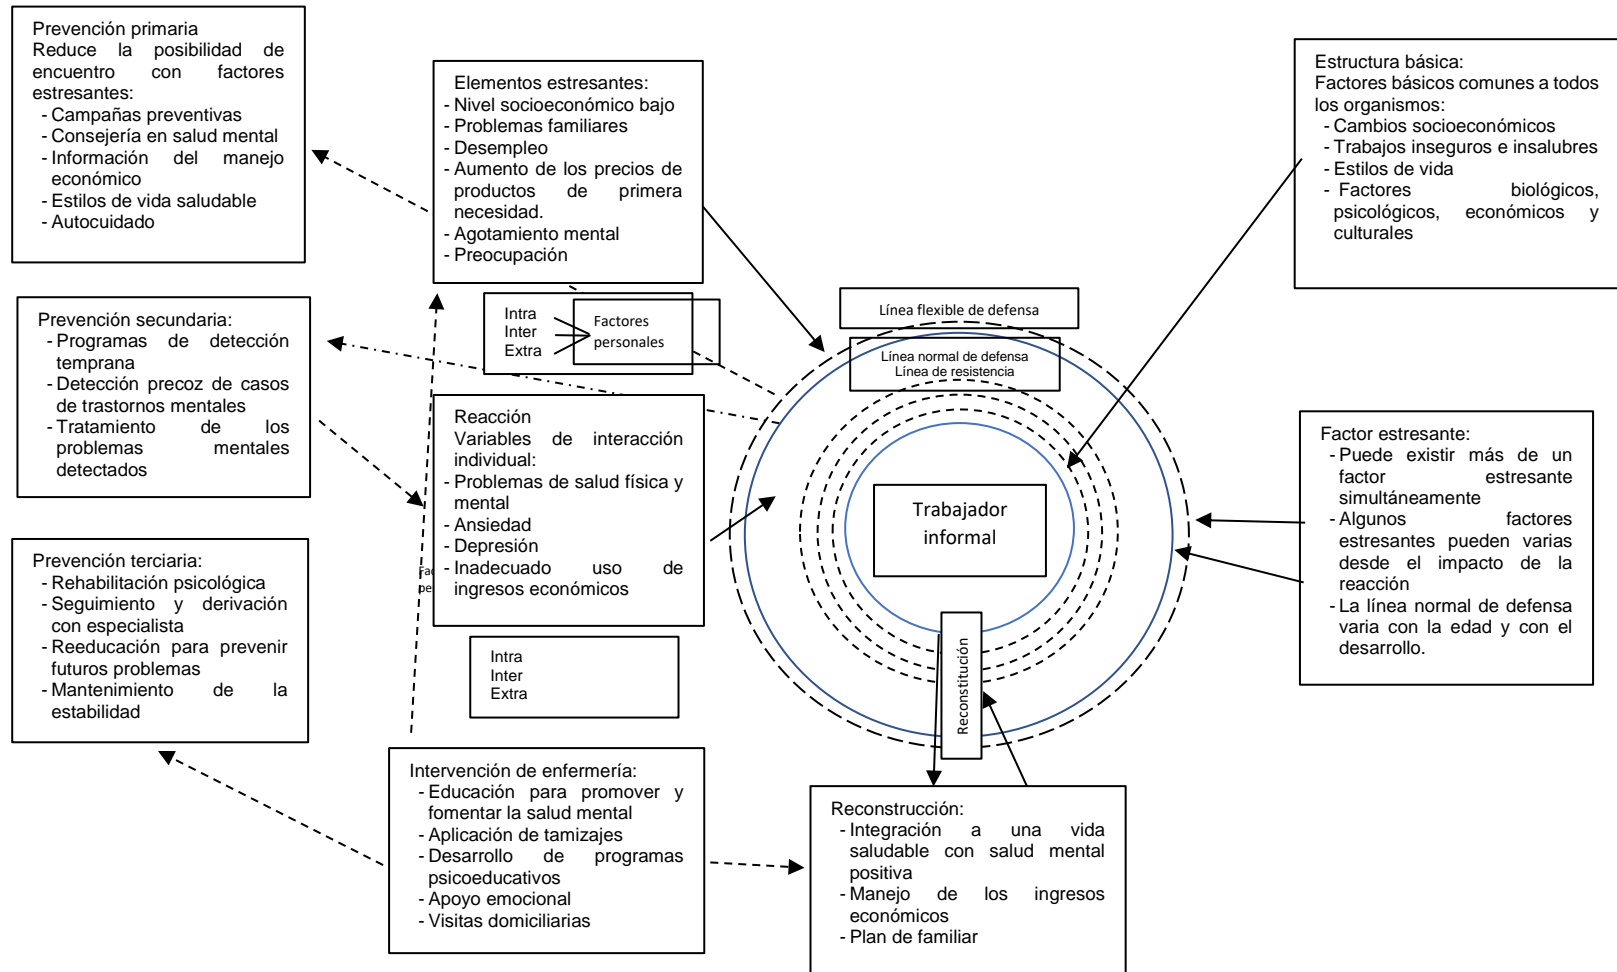 Prevención primaria
Reduce la posibilidad de
encuentro con factores
estresantes:
- Campañas preventivas
- Consejería en salud mental
- Información del manejo
económico
- Estilos de vida saludable
- Autocuidado
Elementos estresantes:
- Nivel socioeconómico bajo
- Problemas familiares
- Desempleo
- Aumento de los precios de
productos de primera
necesidad.
- Agotamiento mental
- Preocupación
Estructura básica:
Factores básicos comunes a todos
los organismos:
- Cambios socioeconómicos
- Trabajos inseguros e insalubres
- Estilos de vida
- Factores biológicos,
psicológicos, económicos y
culturales
Prevención secundaria:
- Programas de detección
temprana
- Detección precoz de casos
de trastornos mentales
- Tratamiento de los
problemas mentales
detectados
Intra
Inter
Extra
Factores
personales
Línea flexible de defensa
Línea normal de defensa
Línea de resistencia
Reacción
Variables de interacción
individual:
- Problemas de salud física y
mental
- Ansiedad
- Depresión
- Inadecuado uso de
ingresos económicos
Trabajador
informal
Factor estresante:
- Puede existir más de un
factor estresante
simultáneamente
- Algunos factores
estresantes pueden varias
desde el impacto de la
reacción
- La línea normal de defensa
varia con la edad y con el
desarrollo.
Prevención terciaria:
- Rehabilitación psicológica
- Seguimiento y derivación
con especialista
- Reeducación para prevenir
futuros problemas
- Mantenimiento de la
estabilidad
Intra
Inter
Extra
Reconstitución
Intervención de enfermería:
- Educación para promover y
fomentar la salud mental
- Aplicación de tamizajes
- Desarrollo de programas
psicoeducativos
- Apoyo emocional
- Visitas domiciliarias
Reconstrucción:
- Integración a una vida
saludable con salud mental
positiva
- Manejo de los ingresos
económicos
- Plan de familiar